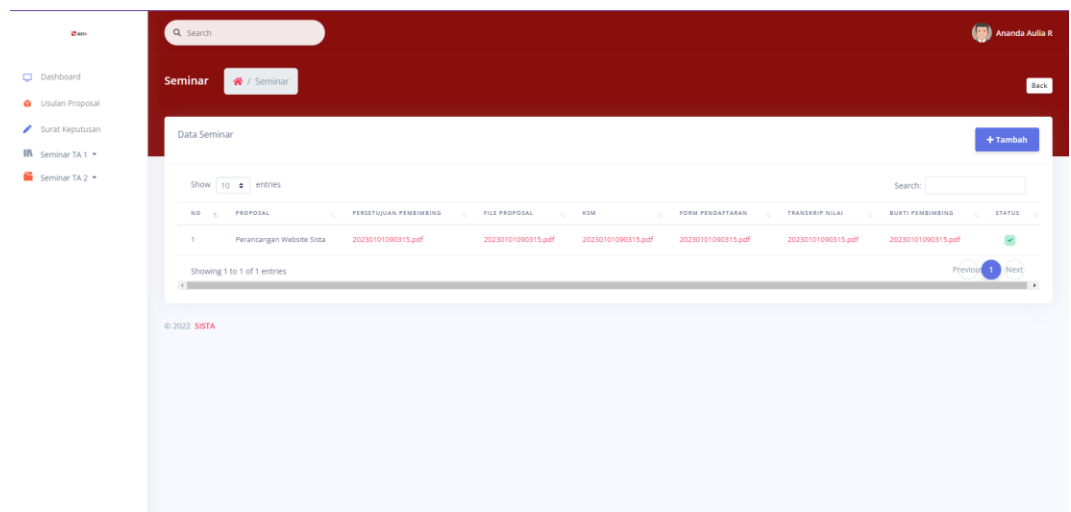 SISTA
Search
Ananda Aulia R
Dashboard
Usulan Proposal
Surat Keputusan
Seminar TA 1
Seminar TA 2
Seminar
/ Seminar
Back
Data Seminar
+ Tambah
Show 10 entries
Search:
NO PROPOSAL PERSETUJUAN PEMBIMBING FILE PROPOSAL KSM FORM PENDAFTARAN TRANSKRIP NILAI BUKTI PEMBIMBING STATUS
1 Perancangan Website Sista 20230101090315.pdf 20230101090315.pdf 20230101090315.pdf 20230101090315.pdf 20230101090315.pdf 20230101090315.pdf
Showing 1 to 1 of 1 entries
Previous 1 Next
© 2022 SISTA